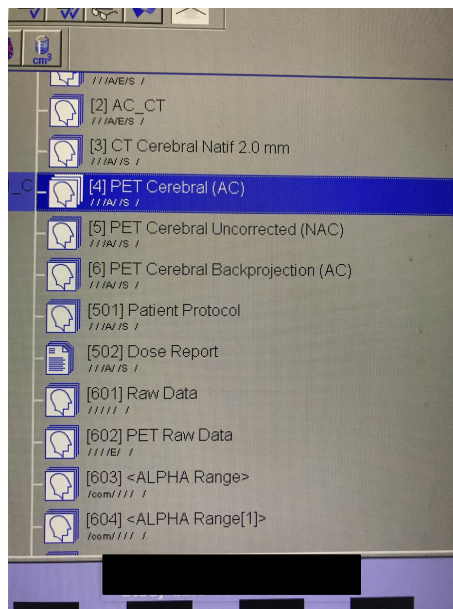 cm³
/ / /A/E/S /
[2] AC_CT
/ / /A/E/S /
[3] CT Cerebral Natif 2.0 mm
/ / /A/ /S /
_C
[4] PET Cerebral (AC)
/ / /A/ /S /
[5] PET Cerebral Uncorrected (NAC)
/ / /A/ /S /
[6] PET Cerebral Backprojection (AC)
/ / /A/ /S /
[501] Patient Protocol
/ / /A/ /S /
[502] Dose Report
/ / /A/ /S /
[601] Raw Data
/ / / / / /
[602] PET Raw Data
/ / / /E/ /
[603] <ALPHA Range>
/com/ / / / /
[604] <ALPHA Range[1]>
/com/ / / / /